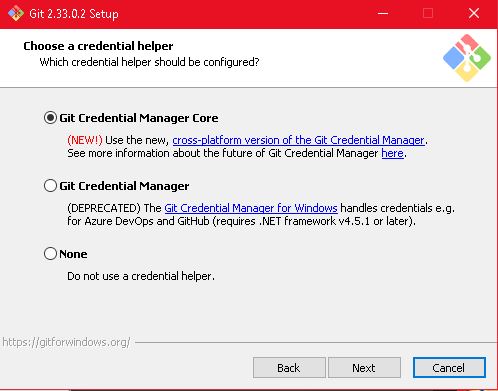 Git 2.33.0.2 Setup
Choose a credential helper
Which credential helper should be configured?
Git Credential Manager Core
(NEW!) Use the new, cross-platform version of the Git Credential Manager.
See more information about the future of Git Credential Manager here.
Git Credential Manager
(DEPRECATED) The Git Credential Manager for Windows handles credentials e.g.
for Azure DevOps and GitHub (requires .NET framework v4.5.1 or later).
None
Do not use a credential helper.
https://gitforwindows.org/
Back
Next
Cancel